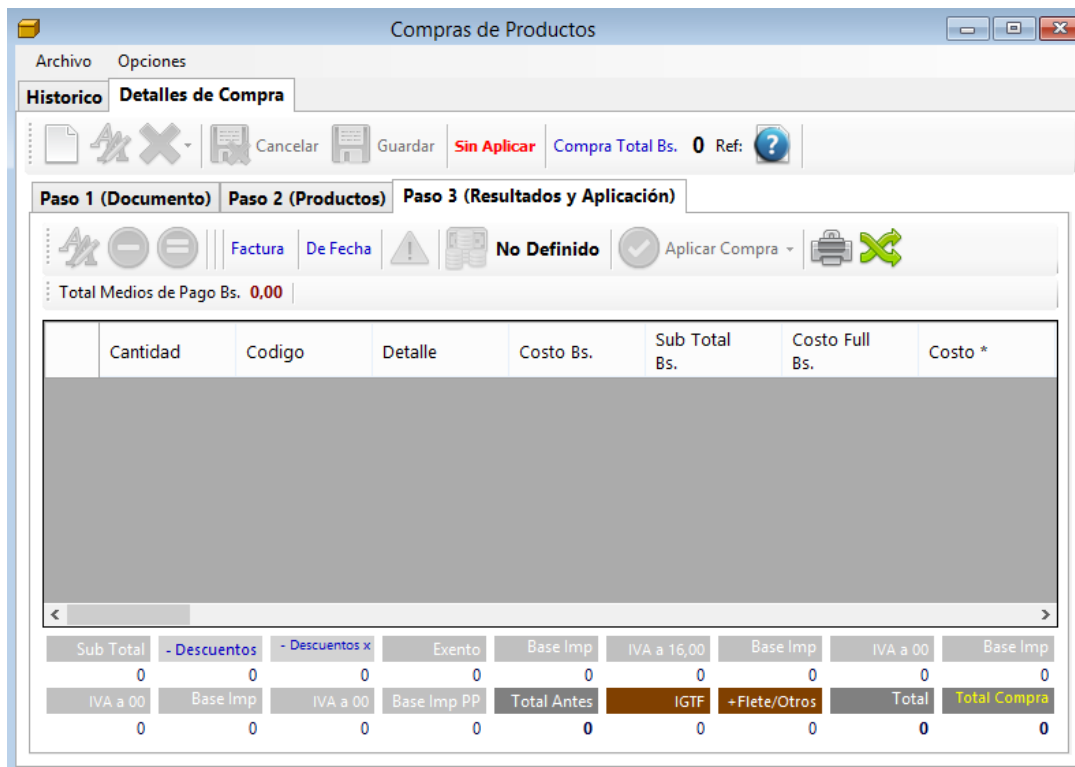 Compras de Productos
Archivo Opciones
Historico Detalles de Compra
Cancelar Guardar Sin Aplicar Compra Total Bs. 0 Ref:
Paso 1 (Documento) Paso 2 (Productos) Paso 3 (Resultados y Aplicación)
Factura De Fecha No Definido Aplicar Compra
Total Medios de Pago Bs. 0,00
Cantidad Codigo Detalle Costo Bs. Sub Total Bs. Costo Full Bs. Costo *
Sub Total - Descuentos - Descuentos x Exento Base Imp IVA a 16,00 Base Imp IVA a 00 Base Imp
0 0 0 0 0 0 0 0 0
IVA a 00 Base Imp IVA a 00 Base Imp PP Total Antes IGTF +Flete/Otros Total Total Compra
0 0 0 0 0 0 0 0 0